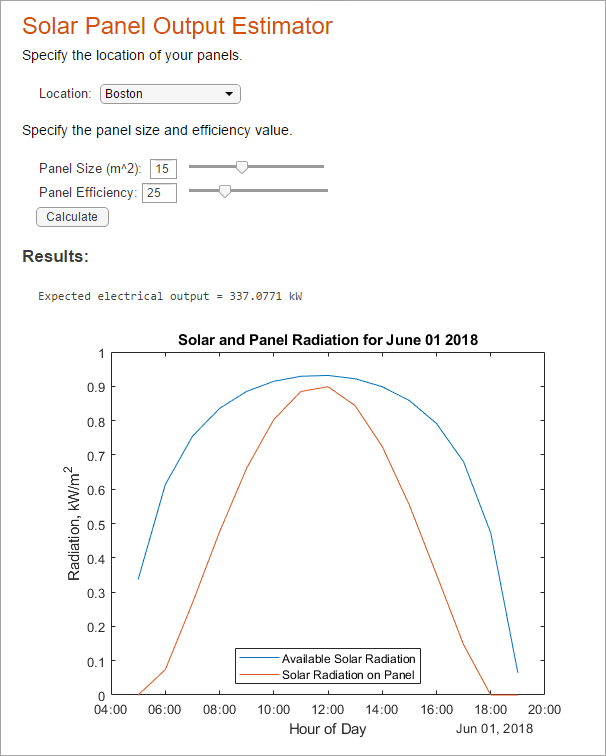 Solar Panel Output Estimator
Specify the location of your panels.
Location: Boston
Specify the panel size and efficiency value.
Panel Size (m^2): 15
Panel Efficiency: 25
Calculate
Results:
Expected electrical output = 337.0771 kW
Solar and Panel Radiation for June 01 2018
1
0.9
0.8
0.7
0.6
0.5
0.4
0.3
0.2
0.1
0
Radiation, kW/m2
Available Solar Radiation
Solar Radiation on Panel
04:00 06:00 08:00 10:00 12:00 14:00 16:00 18:00 20:00
Hour of Day
Jun 01, 2018